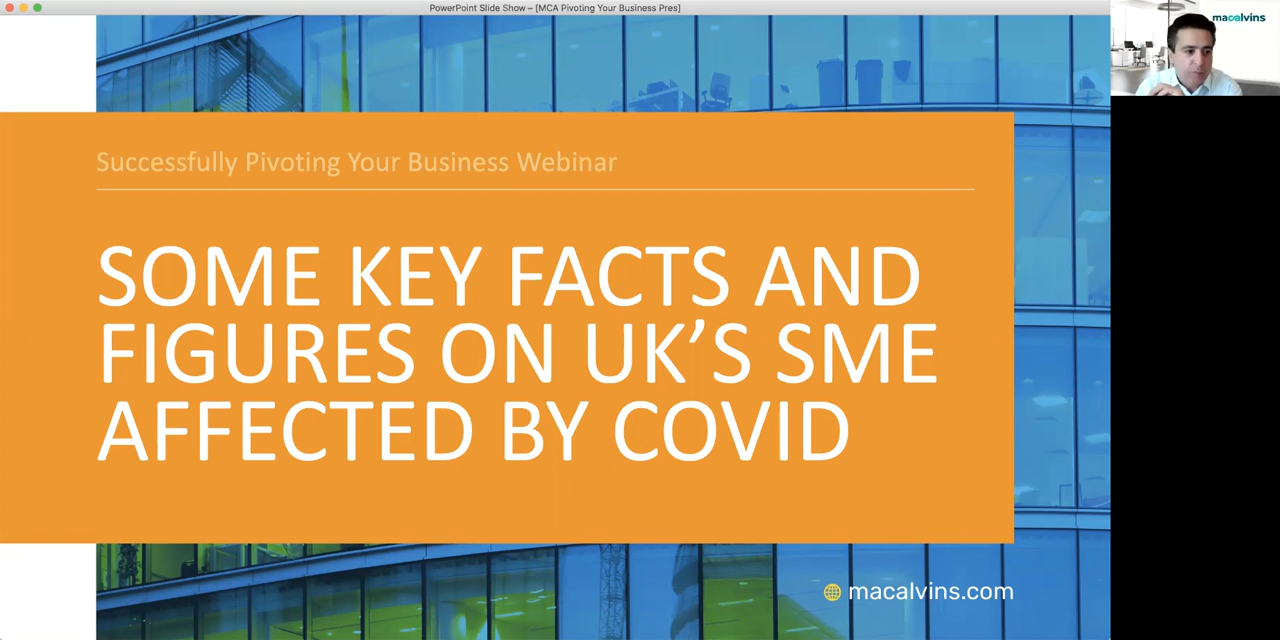 PowerPoint Slide Show – [MCA Pivoting Your Business Pres]
macalvins
Successfully Pivoting Your Business Webinar
SOME KEY FACTS AND
FIGURES ON UK’S SME
AFFECTED BY COVID
macalvins.com